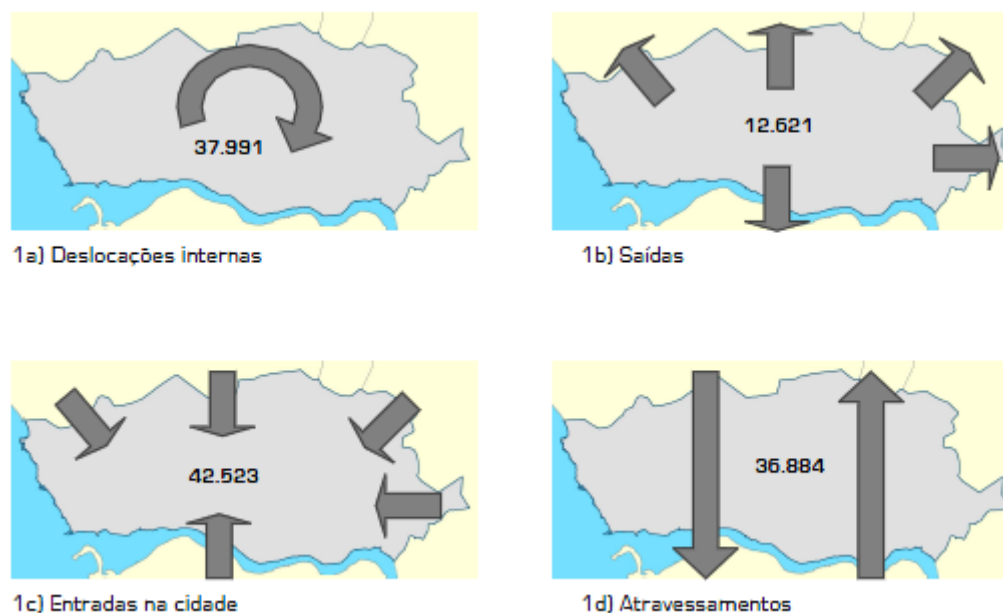 37.991
12.621
1a) Deslocações internas
1b) Saídas
42.523
36.884
1c) Entradas na cidade
1d) Atravessamentos